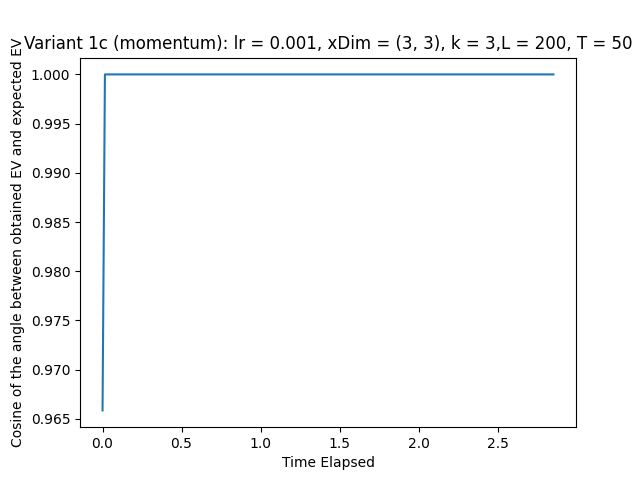 Variant 1c (momentum): lr = 0.001, xDim = (3, 3), k = 3,L = 200, T = 50
Cosine of the angle between obtained EV and expected EV
1.000
0.995
0.990
0.985
0.980
0.975
0.970
0.965
0.0 0.5 1.0 1.5 2.0 2.5
Time Elapsed